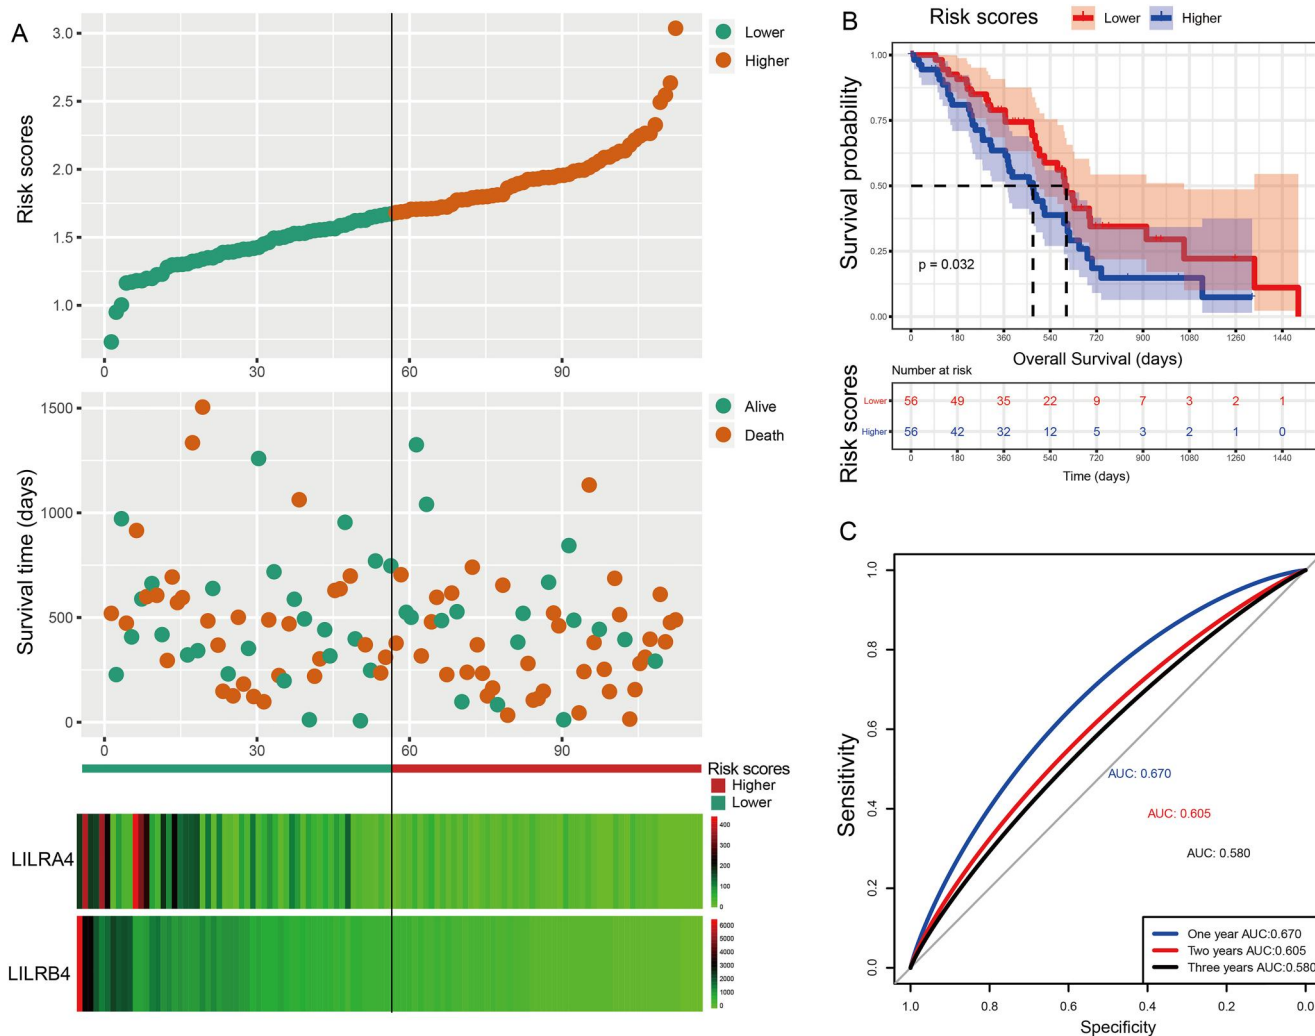 A
Risk scores
3.0
2.5
2.0
1.5
1.0
0 30 60 90
Lower
Higher
Survival time (days)
1500
1000
500
0
0 30 60 90
Alive
Death
Risk scores
Higher
Lower
LILRA4
400
300
200
100
0
LILRB4
6000
5000
4000
3000
2000
1000
0
B
Risk scores Lower Higher
Survival probability
1.00
0.75
0.50
0.25
0.00
p = 0.032
0 180 360 540 720 900 1080 1260 1440
Overall Survival (days)
Number at risk
Risk scores
Lower 56 49 35 22 9 7 3 2 1
Higher 56 42 32 12 5 3 2 1 0
0 180 360 540 720 900 1080 1260 1440
Time (days)
C
Sensitivity
1.0
0.8
0.6
0.4
0.2
0.0
AUC: 0.670
AUC: 0.605
AUC: 0.580
One year AUC:0.670
Two years AUC:0.605
Three years AUC:0.580
1.0 0.8 0.6 0.4 0.2 0.0
Specificity